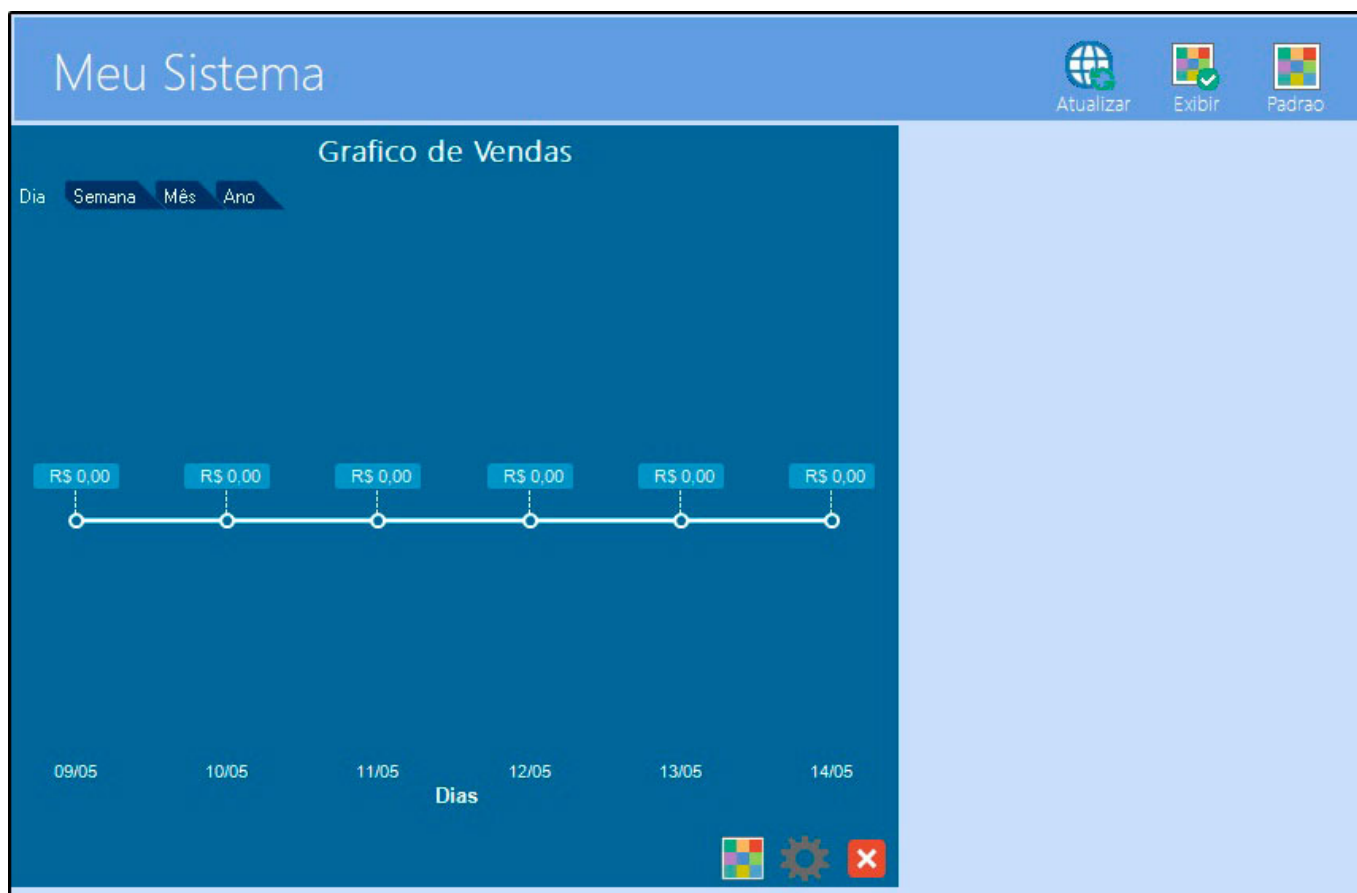 Meu Sistema
Atualizar Exibir Padrao
Grafico de Vendas
Dia Semana Mês Ano
R$ 0,00 R$ 0,00 R$ 0,00 R$ 0,00 R$ 0,00 R$ 0,00
09/05 10/05 11/05 12/05 13/05 14/05
Dias